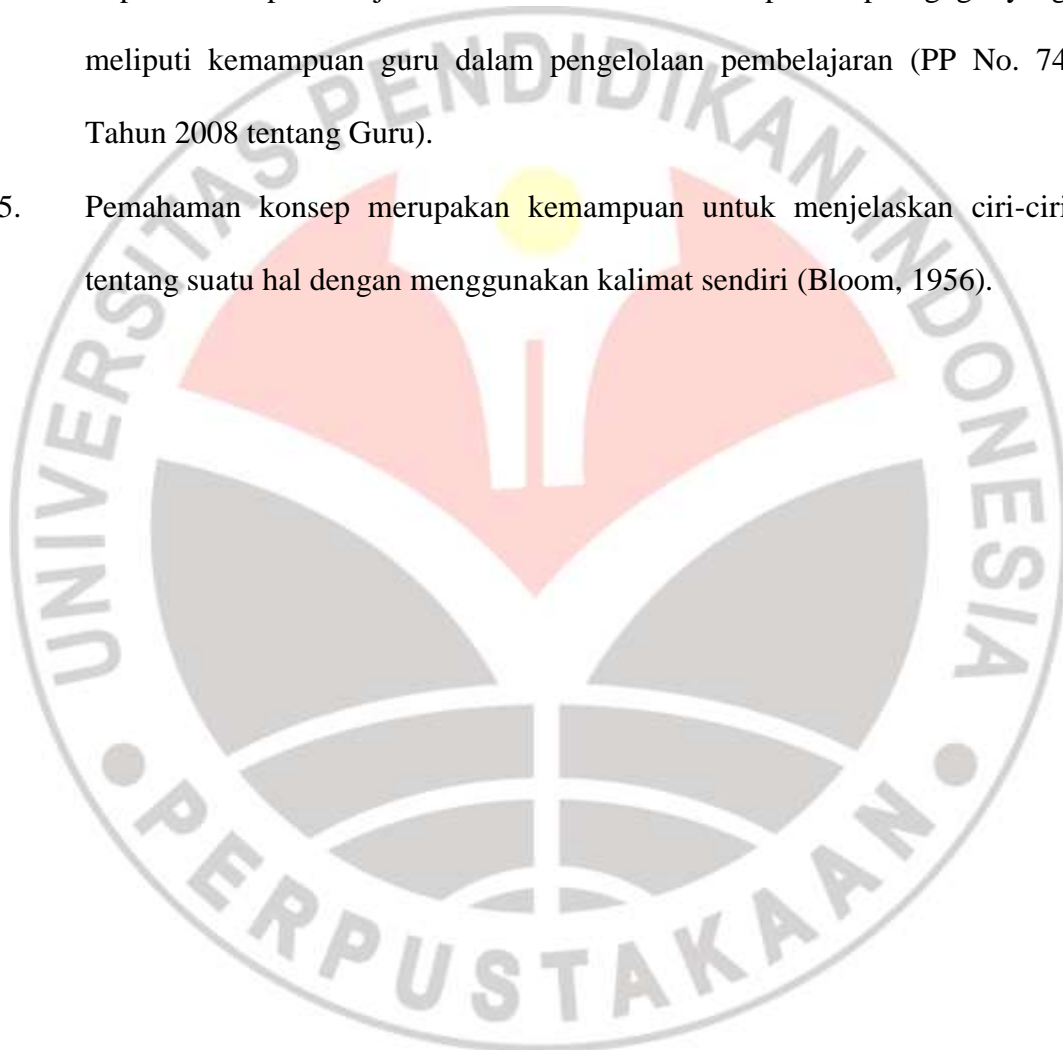 meliputi kemampuan guru dalam pengelolaan pembelajaran (PP No. 74
Tahun 2008 tentang Guru).
5. Pemahaman konsep merupakan kemampuan untuk menjelaskan ciri-ciri
tentang suatu hal dengan menggunakan kalimat sendiri (Bloom, 1956).
UNIVERSITAS PENDIDIKAN INDONESIA
PERPUSTAKAAN